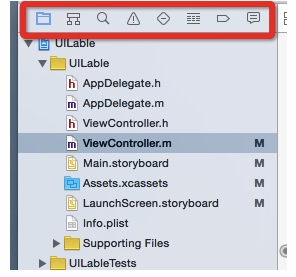 UILable
UILable
h AppDelegate.h
m AppDelegate.m
h ViewController.h
m ViewController.m M
Main.storyboard M
Assets.xcassets M
LaunchScreen.storyboard M
Info.plist
Supporting Files
UILableTests